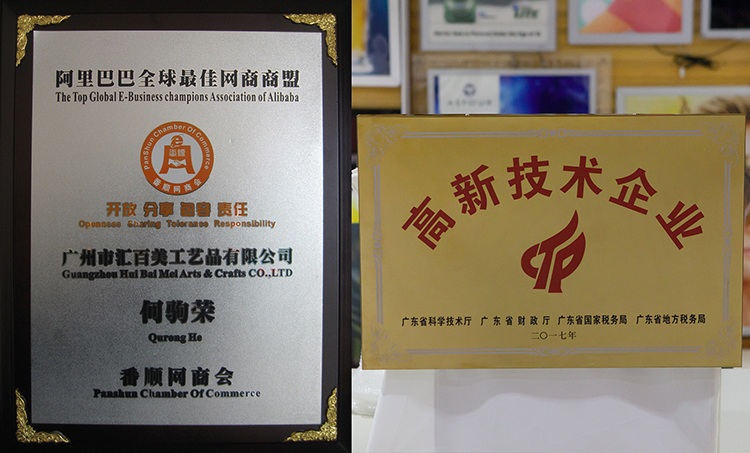 阿里巴巴全球最佳网商商盟
The Top Global E-Business champions Association of Alibaba
PanShun Chamber Of Commerce
番顺网商会
开放 分享 包容 责任
Openness Sharing Tolerance Responsibility
广州市汇百美工艺品有限公司
Guangzhou Hui Bai Mei Arts & Crafts CO.,LTD
何驹荣
Qurong Ho
番顺网商会
Panshun Chamber Of Commerce
高新技术企业
广东省科学技术厅 广东省财政厅 广东省国家税务局 广东省地方税务局
二〇一七年